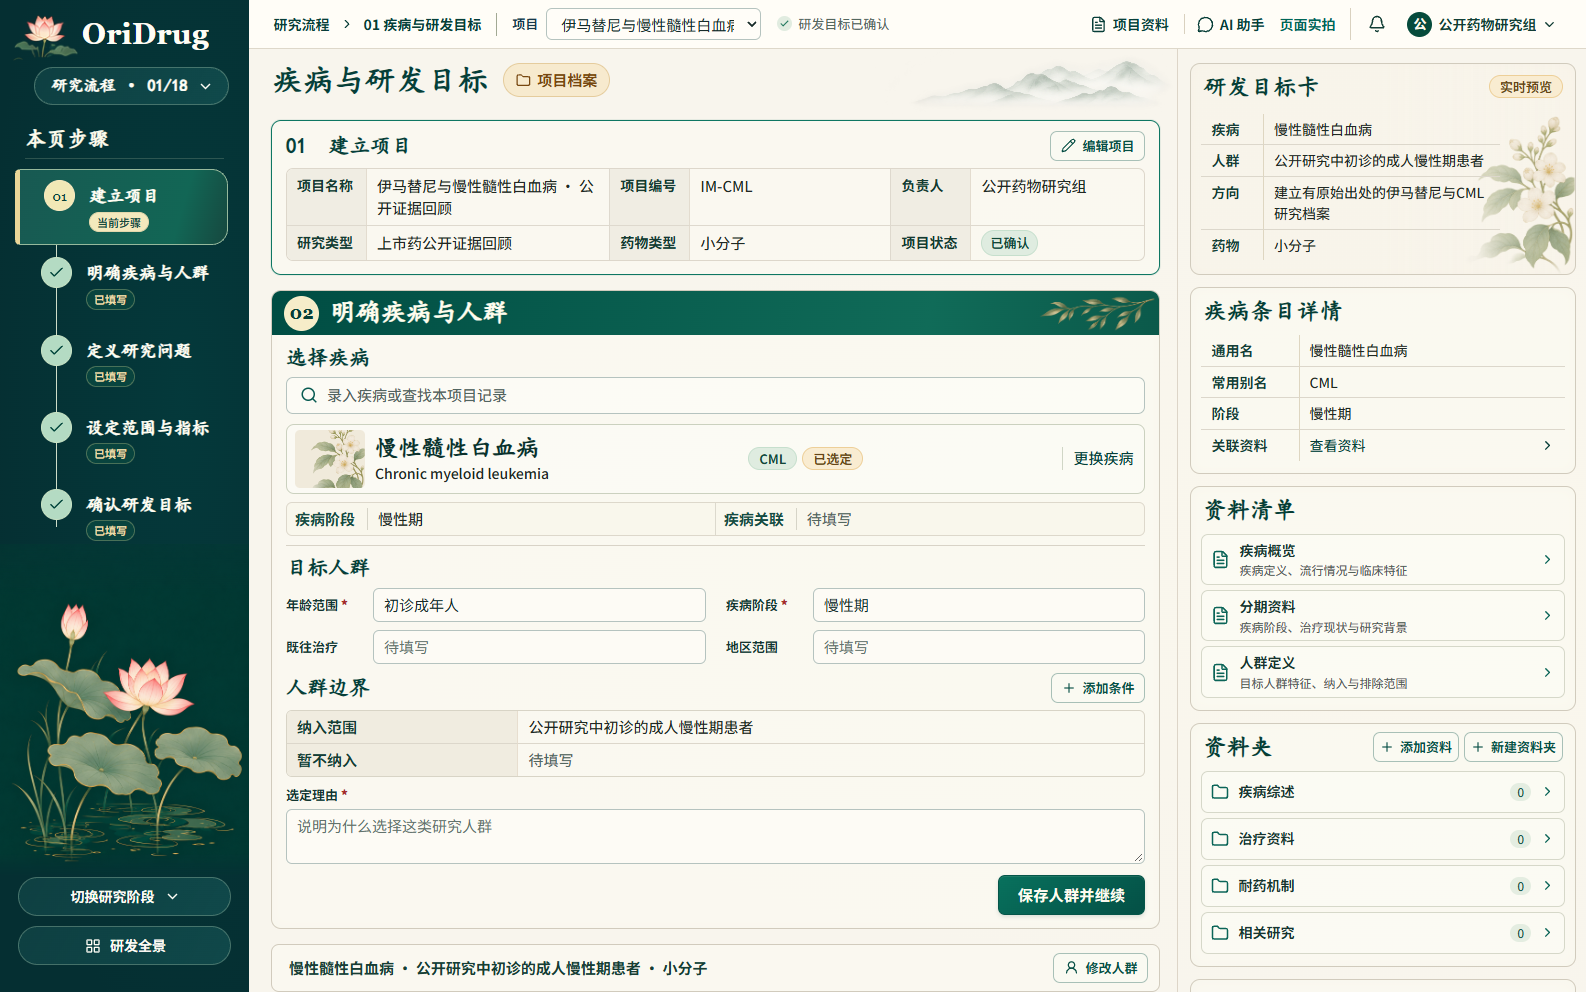 OriDrug
研究流程 • 01/18
本页步骤
01
建立项目
当前步骤
明确疾病与人群
已填写
定义研究问题
已填写
设定范围与指标
已填写
确认研发目标
已填写
切换研究阶段
研发全景
研究流程 > 01 疾病与研发目标
项目
伊马替尼与慢性髓性白血病
研发目标已确认
项目资料
AI 助手
页面实拍
公
公开药物研究组
疾病与研发目标
项目档案
01 建立项目
编辑项目
项目名称
伊马替尼与慢性髓性白血病 • 公
开证据回顾
项目编号
IM-CML
负责人
公开药物研究组
研究类型
上市药公开证据回顾
药物类型
小分子
项目状态
已确认
02 明确疾病与人群
选择疾病
录入疾病或查找本项目记录
慢性髓性白血病
Chronic myeloid leukemia
CML
已选定
更换疾病
疾病阶段
慢性期
疾病关联
待填写
目标人群
年龄范围 *
初诊成年人
疾病阶段 *
慢性期
既往治疗
待填写
地区范围
待填写
人群边界
+ 添加条件
纳入范围
公开研究中初诊的成人慢性期患者
暂不纳入
待填写
选定理由 *
说明为什么选择这类研究人群
保存人群并继续
慢性髓性白血病 • 公开研究中初诊的成人慢性期患者 • 小分子
修改人群
研发目标卡
实时预览
疾病
慢性髓性白血病
人群
公开研究中初诊的成人慢性期患者
方向
建立有原始出处的伊马替尼与CML
研究档案
药物
小分子
疾病条目详情
通用名
慢性髓性白血病
常用别名
CML
阶段
慢性期
关联资料
查看资料
资料清单
疾病概览
疾病定义、流行情况与临床特征
分期资料
疾病阶段、治疗现状与研究背景
人群定义
目标人群特征、纳入与排除范围
资料夹
+ 添加资料
+ 新建资料夹
疾病综述
0
治疗资料
0
耐药机制
0
相关研究
0